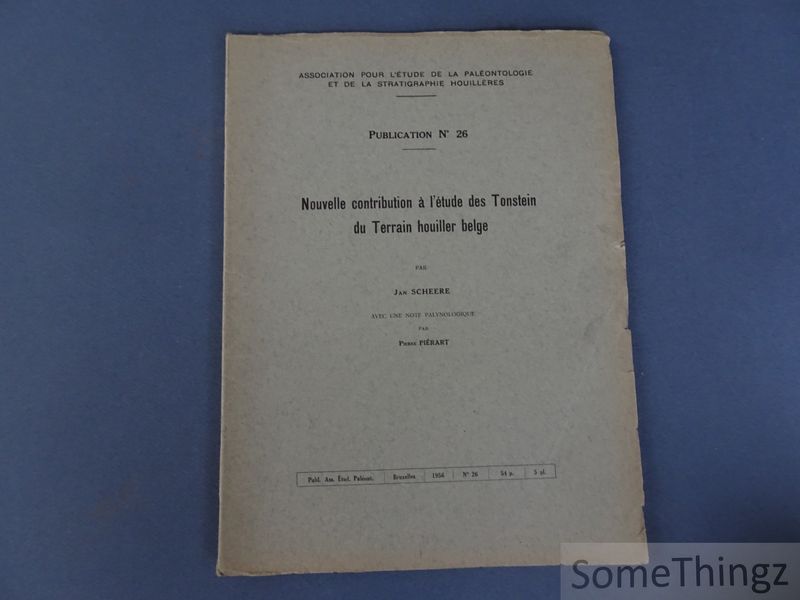 ASSOCIATION POUR L'ÉTUDE DE LA PALÉONTOLOGIE
ET DE LA STRATIGRAPHIE HOUILLÈRES
PUBLICATION N° 26
Nouvelle contribution à l'étude des Tonstein
du Terrain houiller belge
PAR
JAN SCHEERE
AVEC UNE NOTE PALYNOLOGIQUE
PAR
PIERRE PIÉRART
Publ. Ass. Étud. Paléont. Bruxelles 1956 N° 26 54 p. 5 pl.
SomeThingz